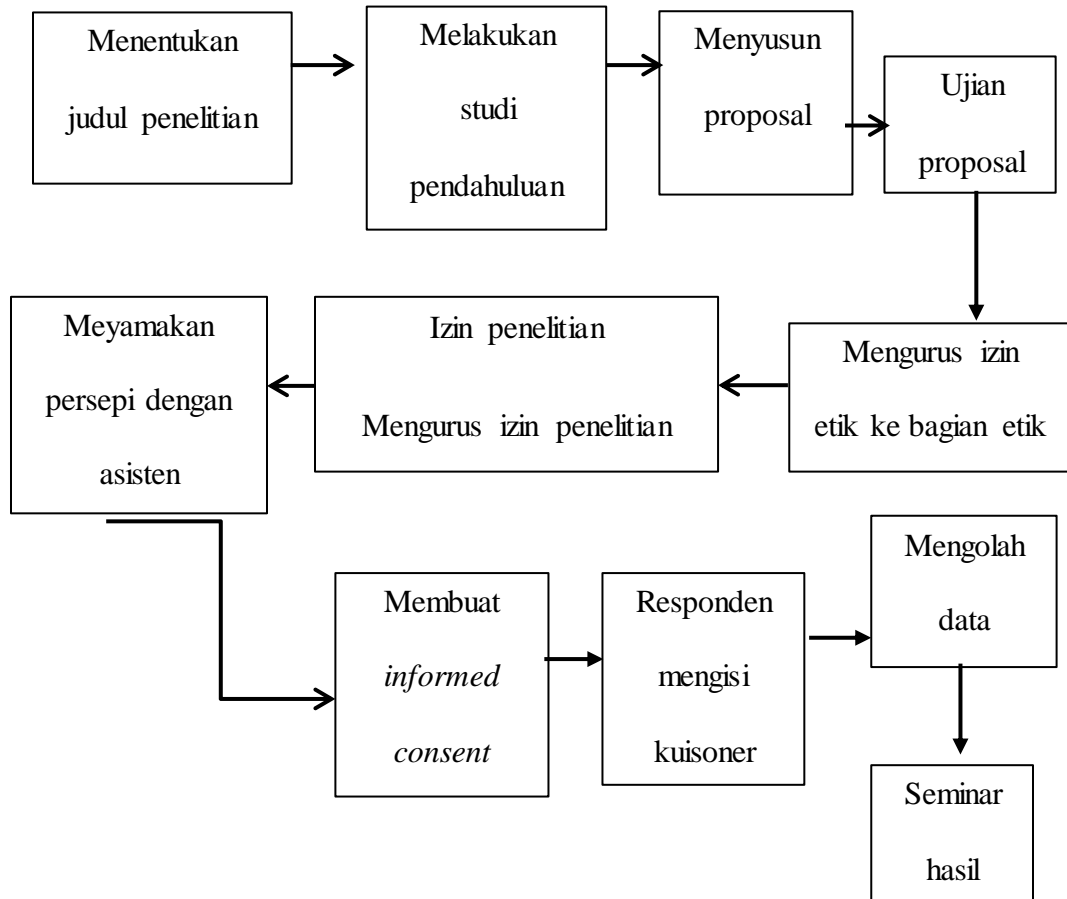 Menentukan
judul penelitian
Melakukan
studi
pendahuluan
Menyusun
proposal
Ujian
proposal
Mengurus izin
etik ke bagian etik
Izin penelitian
Mengurus izin penelitian
Meyamakan
persepi dengan
asisten
Membuat
informed
consent
Responden
mengisi
kuisoner
Mengolah
data
Seminar
hasil